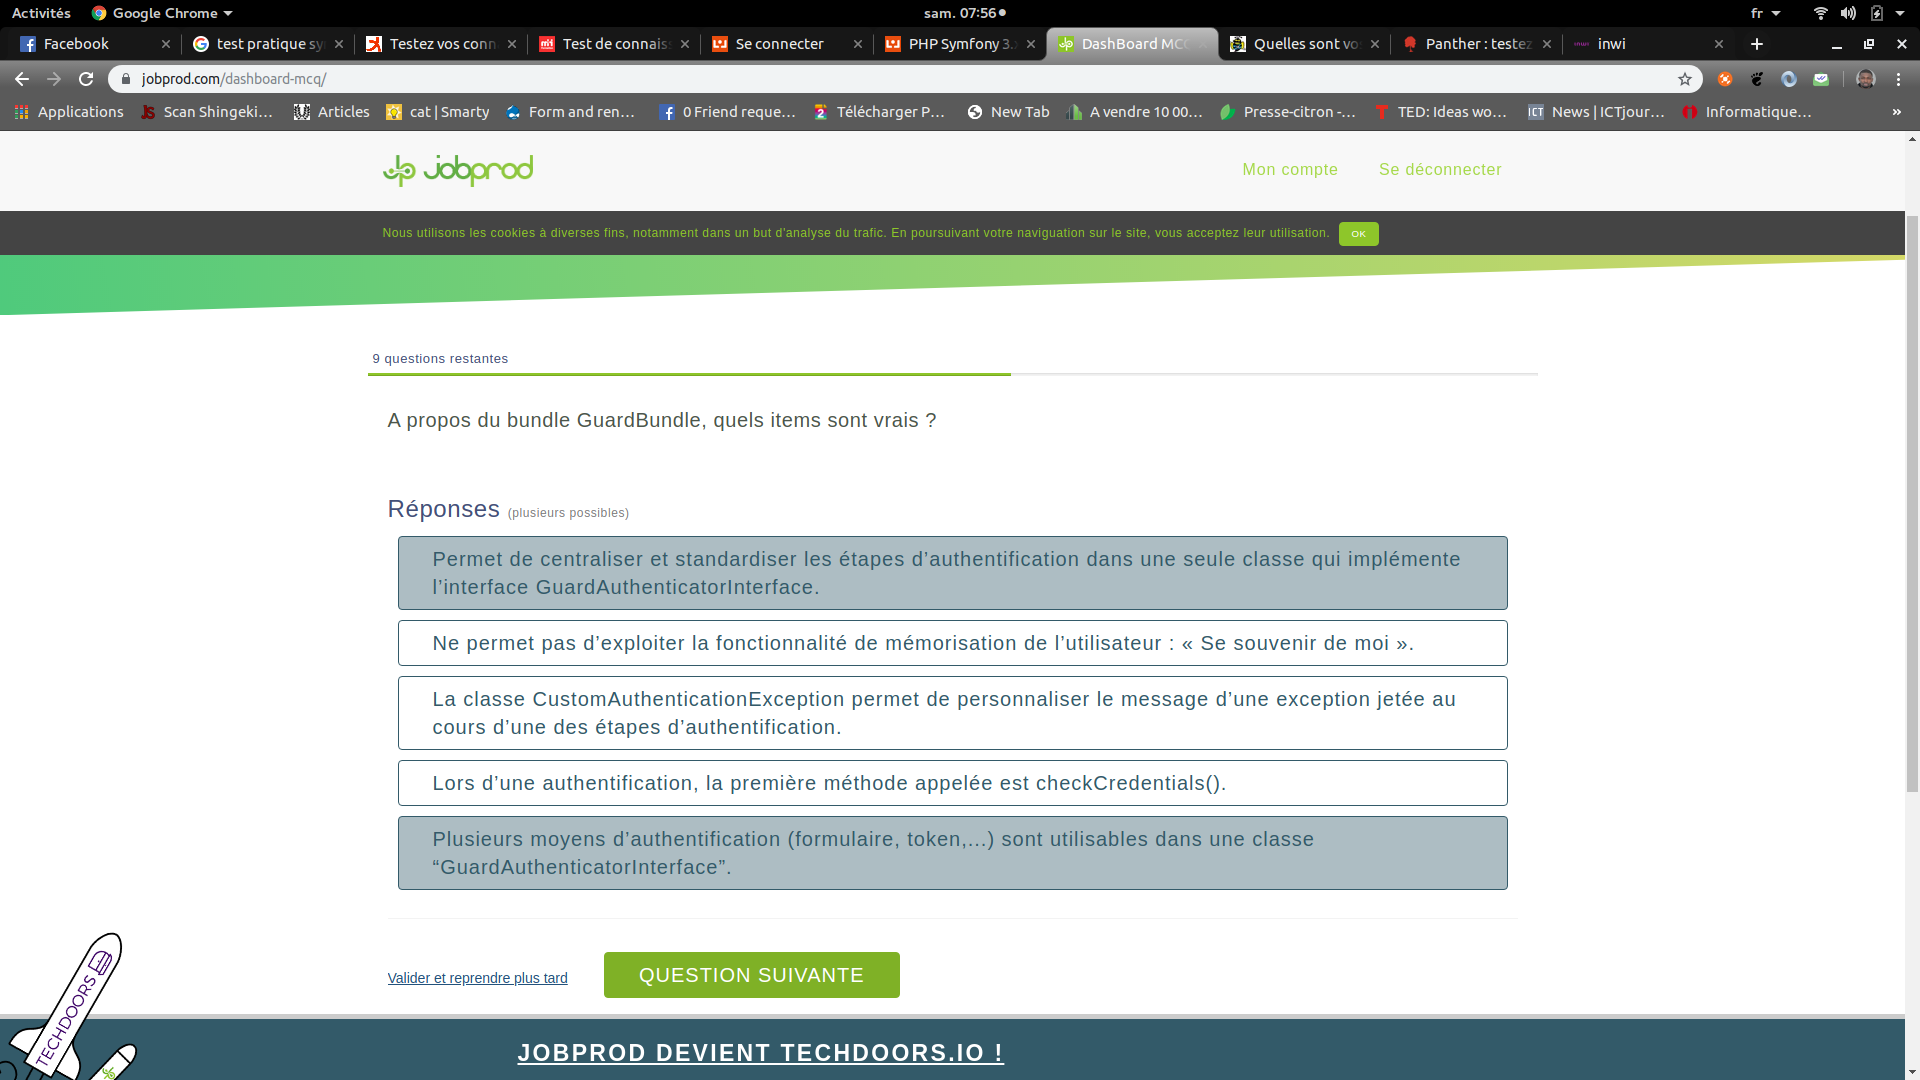 Activités Google Chrome sam. 07:56 fr
Facebook test pratique sy Testez vos conn Test de connais Se connecter PHP Symfony 3. DashBoard MC Quelles sont vo Panther : testez inwi
jobprod.com/dashboard-mcq/
Applications Scan Shingeki... Articles cat | Smarty Form and ren... 0 Friend reque... Télécharger P... New Tab A vendre 10 00... Presse-citron -... TED: Ideas wo... News | ICTjour... Informatique... »
jobprod Mon compte Se déconnecter
Nous utilisons les cookies à diverses fins, notamment dans un but d'analyse du trafic. En poursuivant votre naviguation sur le site, vous acceptez leur utilisation. OK
9 questions restantes
A propos du bundle GuardBundle, quels items sont vrais ?
Réponses (plusieurs possibles)
Permet de centraliser et standardiser les étapes d’authentification dans une seule classe qui implémente
l’interface GuardAuthenticatorInterface.
Ne permet pas d’exploiter la fonctionnalité de mémorisation de l’utilisateur : « Se souvenir de moi ».
La classe CustomAuthenticationException permet de personnaliser le message d’une exception jetée au
cours d’une des étapes d’authentification.
Lors d’une authentification, la première méthode appelée est checkCredentials().
Plusieurs moyens d’authentification (formulaire, token,...) sont utilisables dans une classe
“GuardAuthenticatorInterface”.
Valider et reprendre plus tard QUESTION SUIVANTE
TECHDOORS
JOBPROD DEVIENT TECHDOORS.IO !